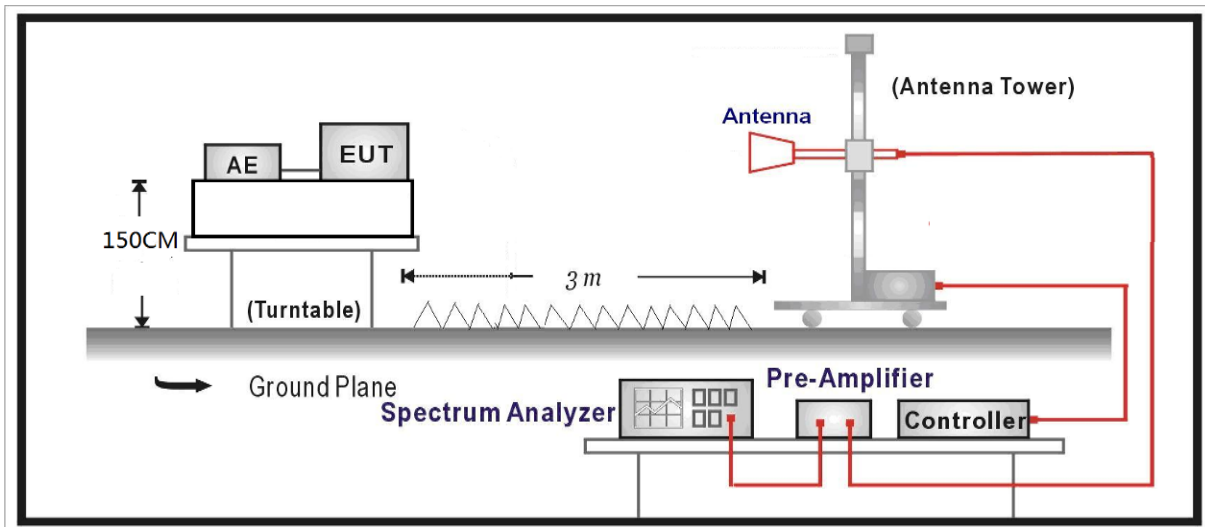 (Antenna Tower)
Antenna
AE
EUT
150CM
3 m
(Turntable)
Ground Plane
Spectrum Analyzer
Pre-Amplifier
Controller